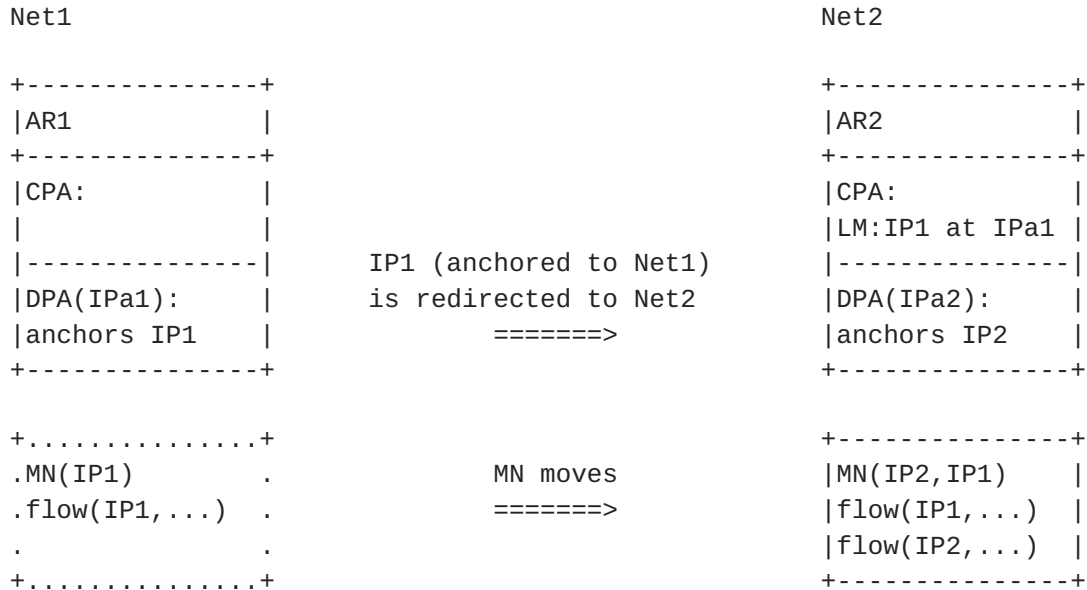 Net1                                                Net2

+---------------+                                   +---------------+
|AR1            |                                   |AR2            |
+---------------+                                   +---------------+
|CPA:           |                                   |CPA:           |
|               |                                   |LM:IP1 at IPa1 |
|---------------|      IP1 (anchored to Net1)       |---------------|
|DPA(IPa1):     |      is redirected to Net2        |DPA(IPa2):     |
|anchors IP1    |              =======>             |anchors IP2    |
+---------------+                                   +---------------+

+...............+                                   +---------------+
.MN(IP1)        .              MN moves             |MN(IP2,IP1)    |
.flow(IP1,...)  .              =======>             |flow(IP1,...)  |
.               .                                   |flow(IP2,...)  |
+...............+                                   +---------------+